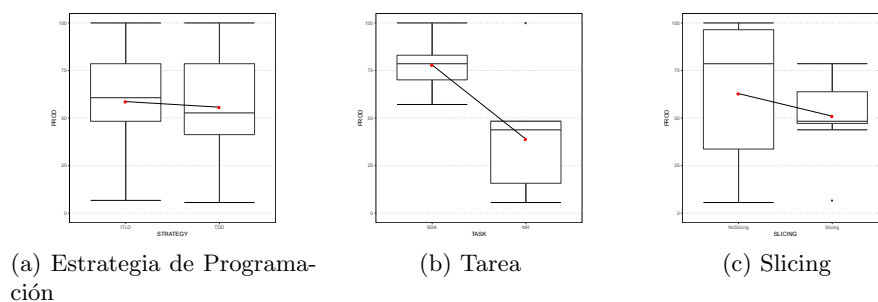 100
75
50
25
0
PROD
ITLD
TDD
STRATEGY
100
75
50
25
0
PROD
BSK
MR
TASK
100
75
50
25
0
PROD
NoSlicing
Slicing
SLICING
(a) Estrategia de Programa-
ción
(b) Tarea
(c) Slicing